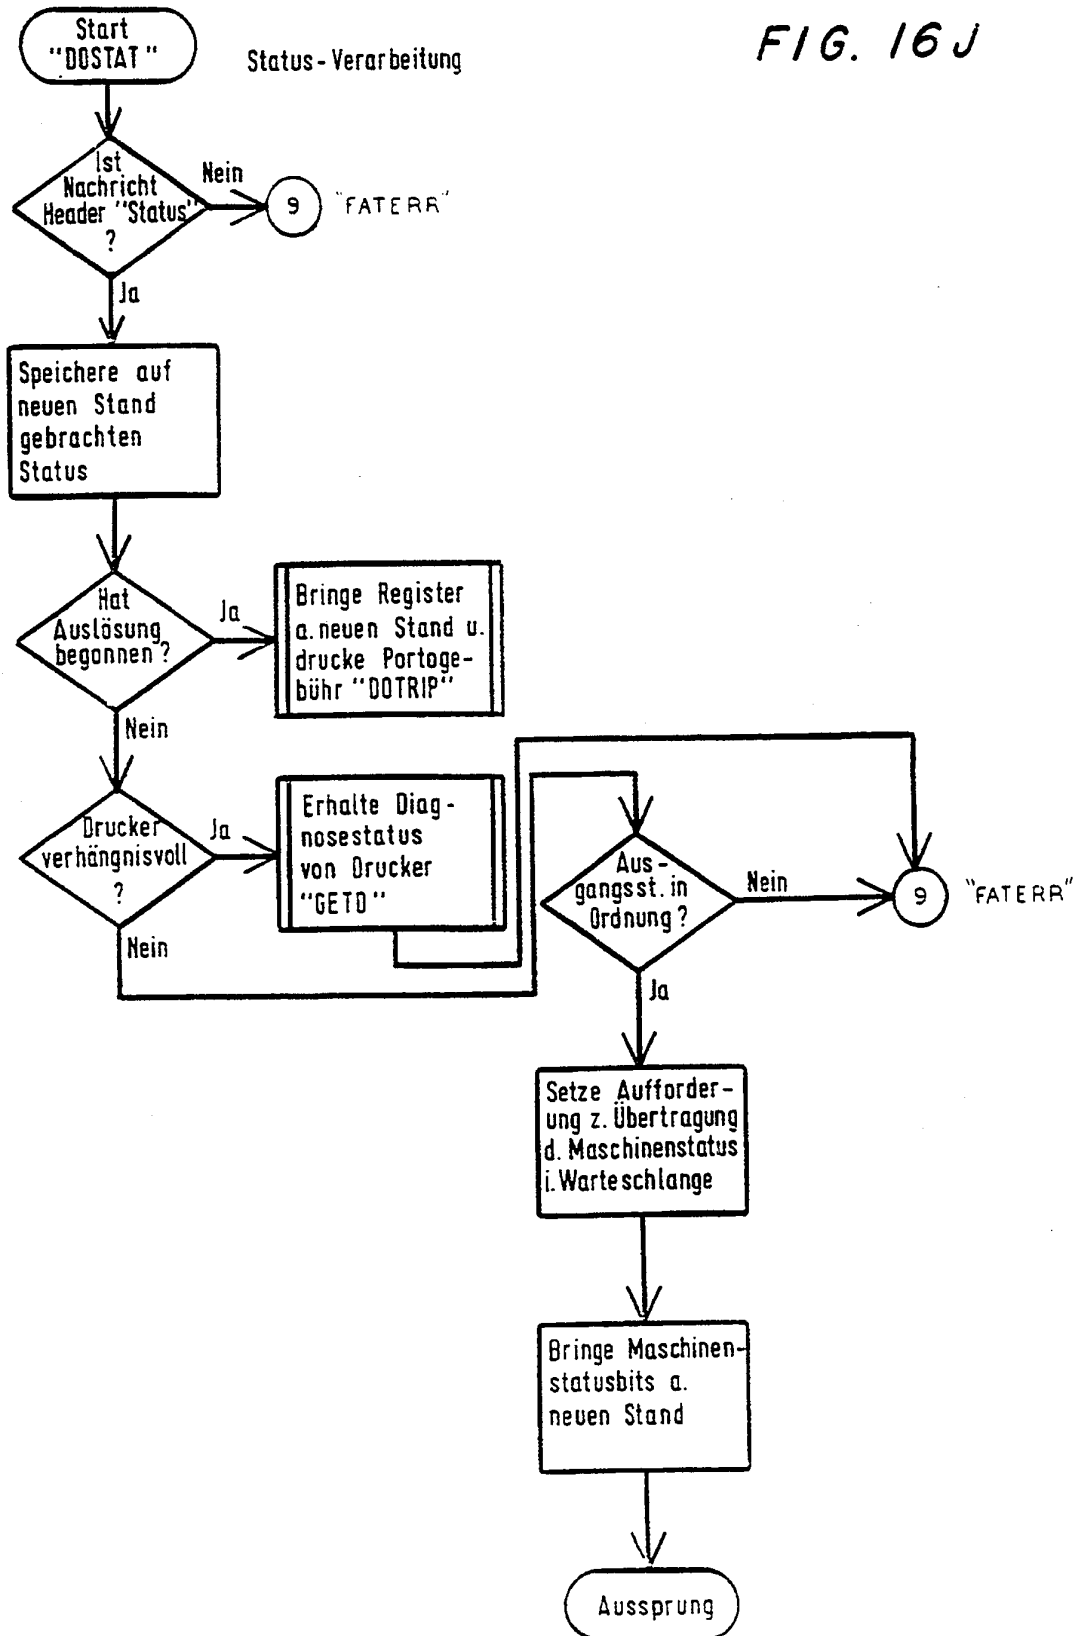 Start
"DOSTAT"
Status-Verarbeitung
FIG. 16J
Ist
Nachricht
Header "Status"
?
Nein
9
"FATERR"
Ja
Speichere auf
neuen Stand
gebrachten
Status
Hat
Auslösung
begonnen?
Ja
Bringe Register
a. neuen Stand u.
drucke Portoge-
bühr "DOTRIP"
Nein
Drucker
verhängnisvoll
?
Ja
Erhalte Diag-
nosestatus
von Drucker
"GETD"
Nein
Aus-
gangsst. in
Ordnung?
Nein
9
"FATERR"
Ja
Setze Aufforder-
ung z. Übertragung
d. Maschinenstatus
i. Warteschlange
Bringe Maschinen-
statusbits a.
neuen Stand
Aussprung